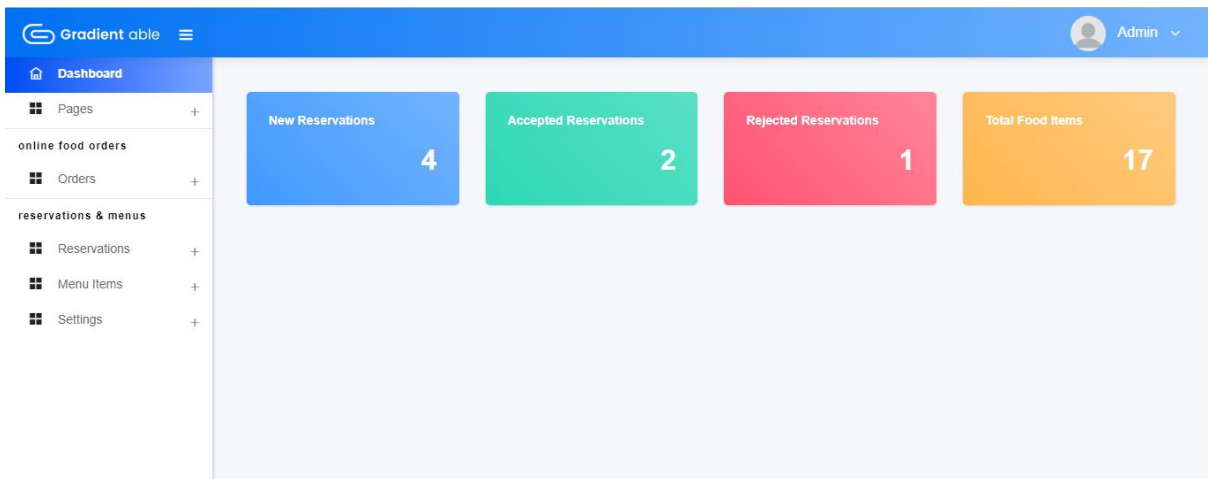 Gradient able
Admin
Dashboard
Pages
online food orders
Orders
reservations & menus
Reservations
Menu Items
Settings
New Reservations
4
Accepted Reservations
2
Rejected Reservations
1
Total Food Items
17